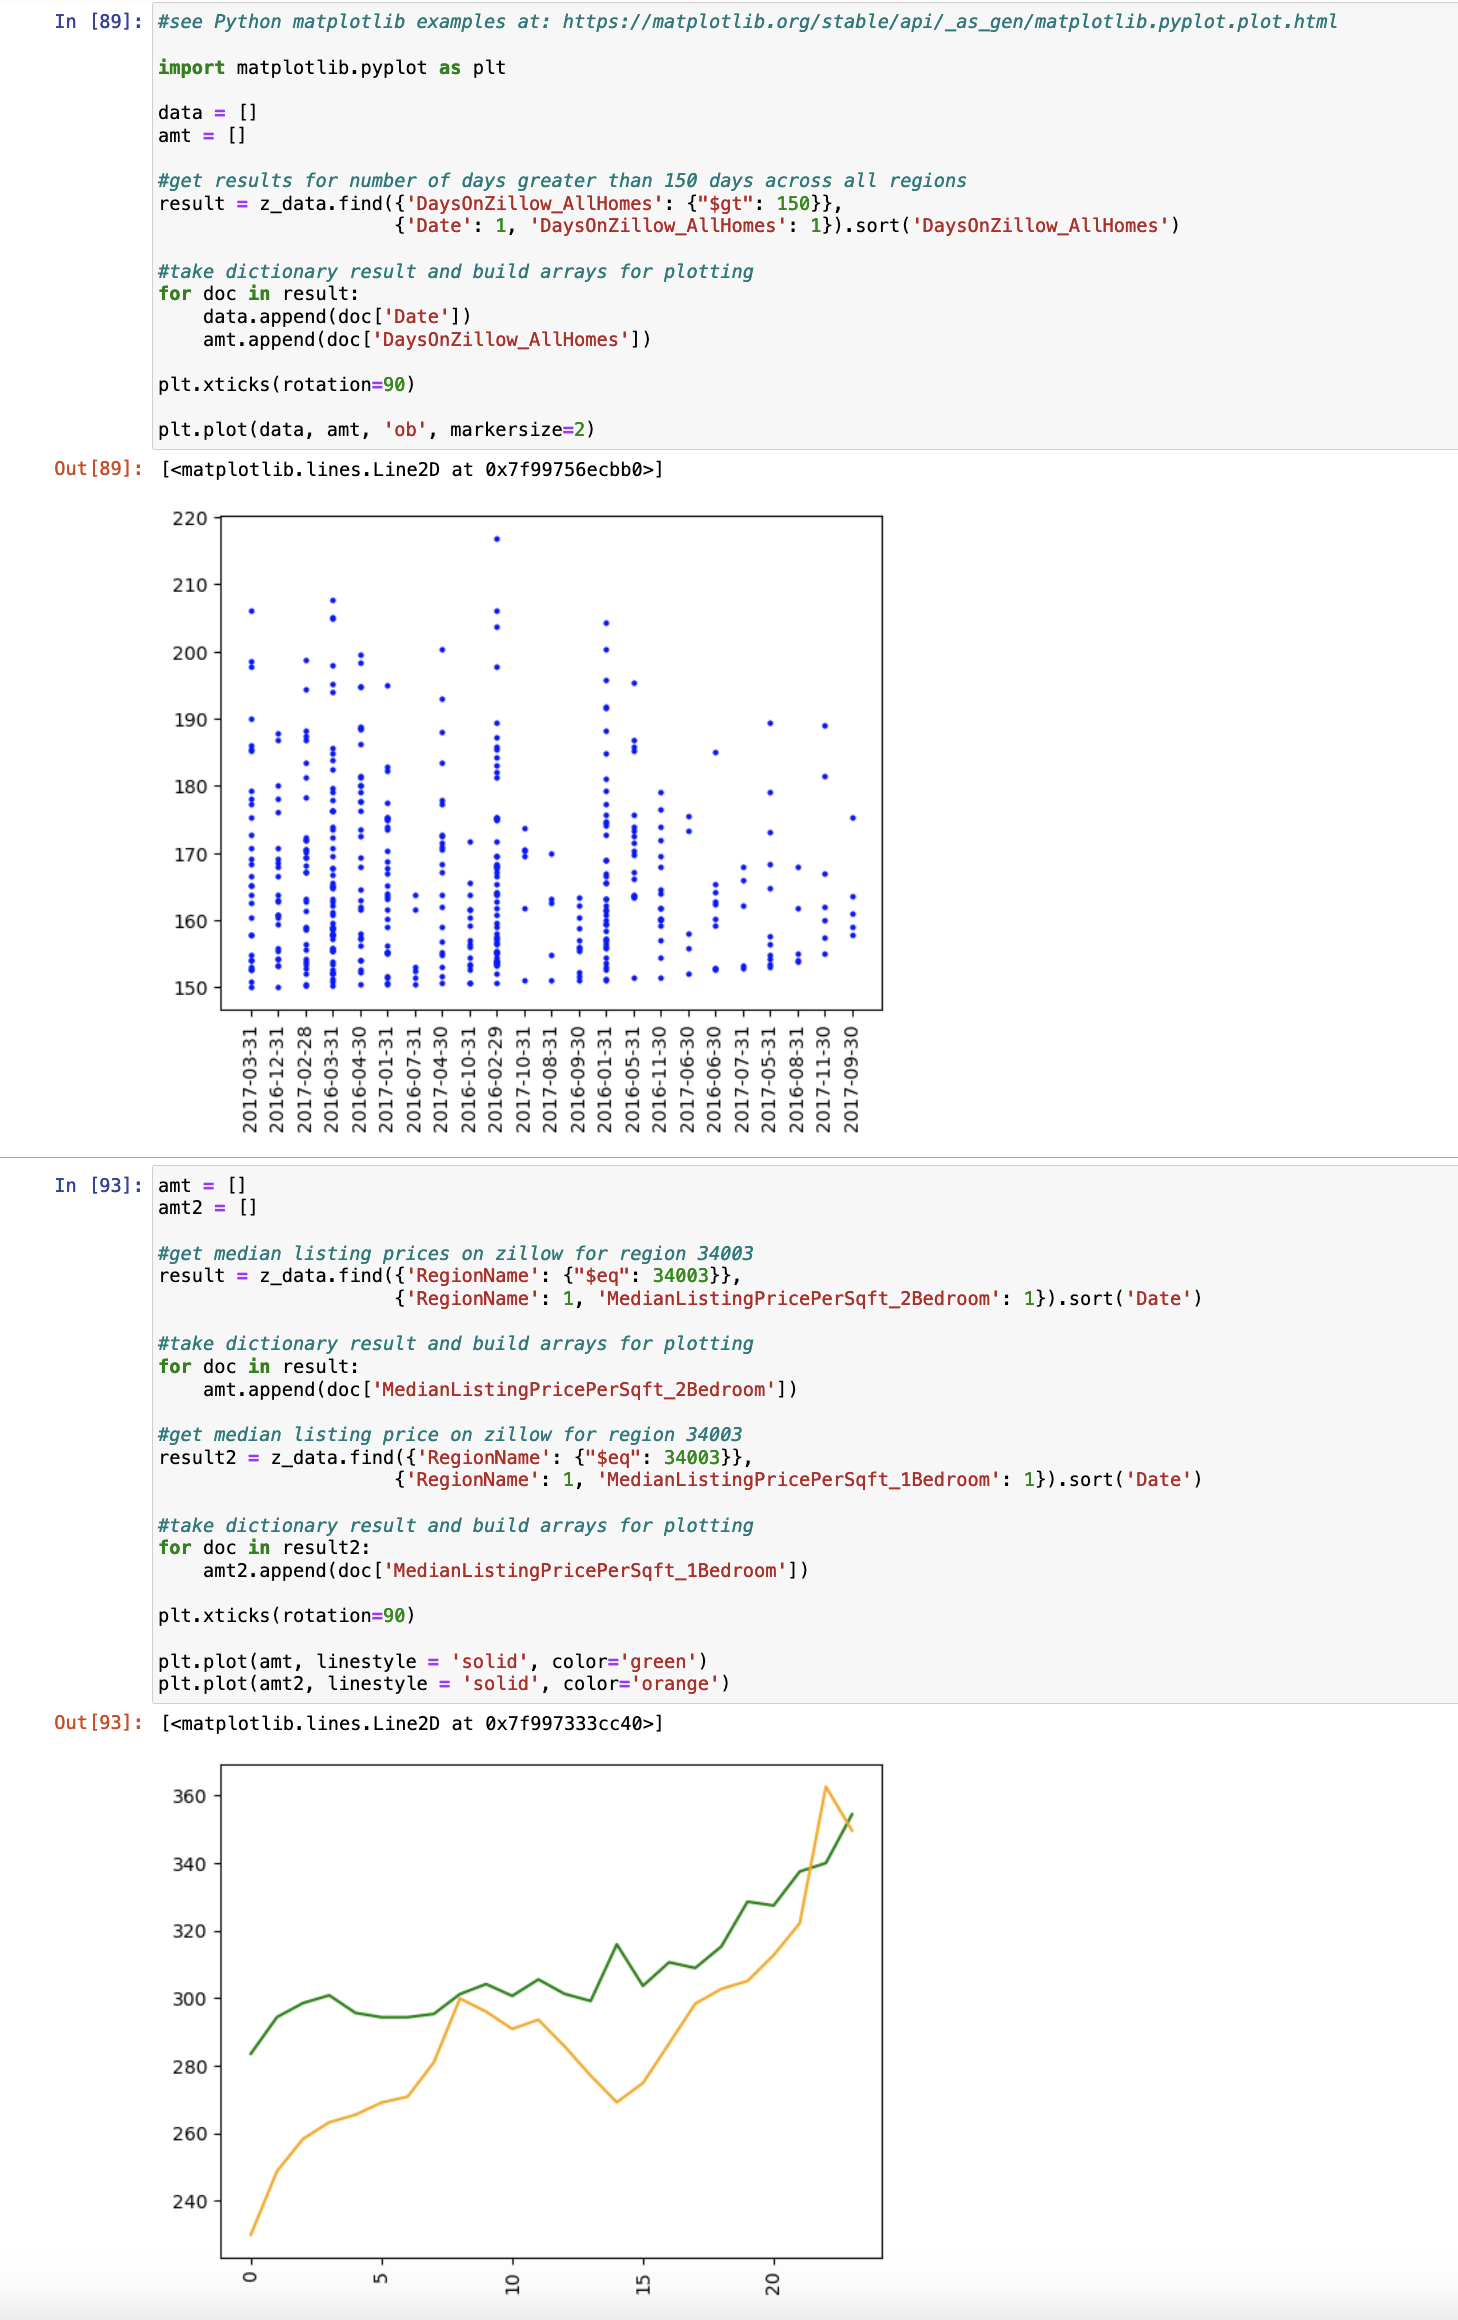 In [89]: #see Python matplotlib examples at: https://matplotlib.org/stable/api/_as_gen/matplotlib.pyplot.plot.html
import matplotlib.pyplot as plt
data = []
amt = []
#get results for number of days greater than 150 days across all regions
result = z_data.find({'DaysOnZillow_AllHomes': {"$gt": 150}},
{'Date': 1, 'DaysOnZillow_AllHomes': 1}).sort('DaysOnZillow_AllHomes')
#take dictionary result and build arrays for plotting
for doc in result:
data.append(doc['Date'])
amt.append(doc['DaysOnZillow_AllHomes'])
plt.xticks(rotation=90)
plt.plot(data, amt, 'ob', markersize=2)
Out[89]: [<matplotlib.lines.Line2D at 0x7f99756ecbb0>]
220
210
200
190
180
170
160
150
2017-03-31
2016-12-31
2017-02-28
2016-03-31
2016-04-30
2017-01-31
2016-07-31
2017-04-30
2016-10-31
2016-02-29
2017-10-31
2017-08-31
2016-09-30
2016-01-31
2016-05-31
2016-11-30
2017-06-30
2016-06-30
2017-07-31
2017-05-31
2016-08-31
2017-11-30
2017-09-30
In [93]: amt = []
amt2 = []
#get median listing prices on zillow for region 34003
result = z_data.find({'RegionName': {"$eq": 34003}},
{'RegionName': 1, 'MedianListingPricePerSqft_2Bedroom': 1}).sort('Date')
#take dictionary result and build arrays for plotting
for doc in result:
amt.append(doc['MedianListingPricePerSqft_2Bedroom'])
#get median listing price on zillow for region 34003
result2 = z_data.find({'RegionName': {"$eq": 34003}},
{'RegionName': 1, 'MedianListingPricePerSqft_1Bedroom': 1}).sort('Date')
#take dictionary result and build arrays for plotting
for doc in result2:
amt2.append(doc['MedianListingPricePerSqft_1Bedroom'])
plt.xticks(rotation=90)
plt.plot(amt, linestyle = 'solid', color='green')
plt.plot(amt2, linestyle = 'solid', color='orange')
Out[93]: [<matplotlib.lines.Line2D at 0x7f997333cc40>]
360
340
320
300
280
260
240
0
5
10
15
20